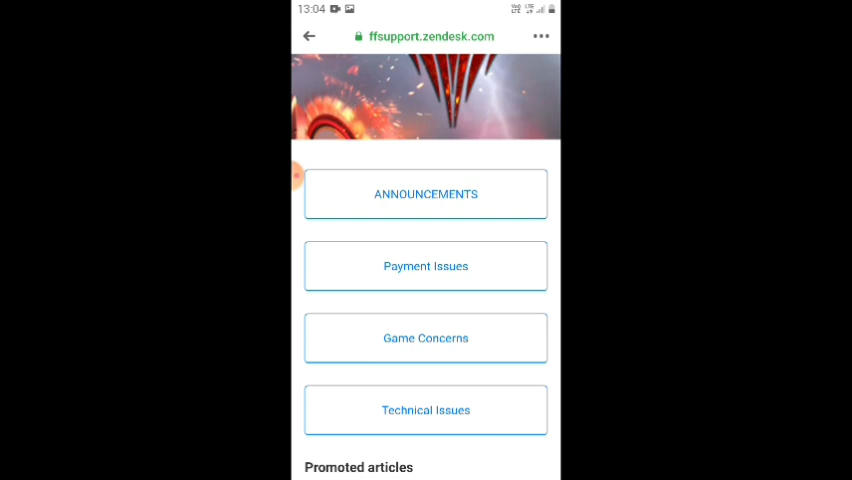 13:04
ffsupport.zendesk.com
ANNOUNCEMENTS
Payment Issues
Game Concerns
Technical Issues
Promoted articles